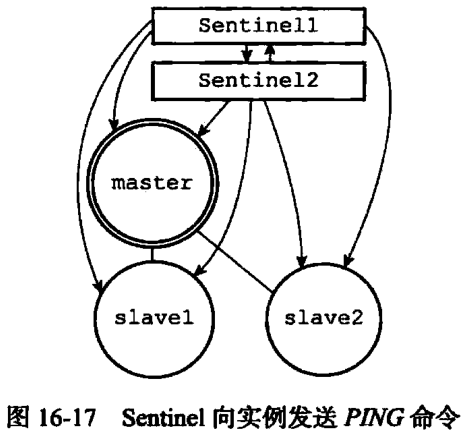 Sentinel1
Sentinel2
master
slave1
slave2
图 16-17 Sentinel 向实例发送 PING 命令